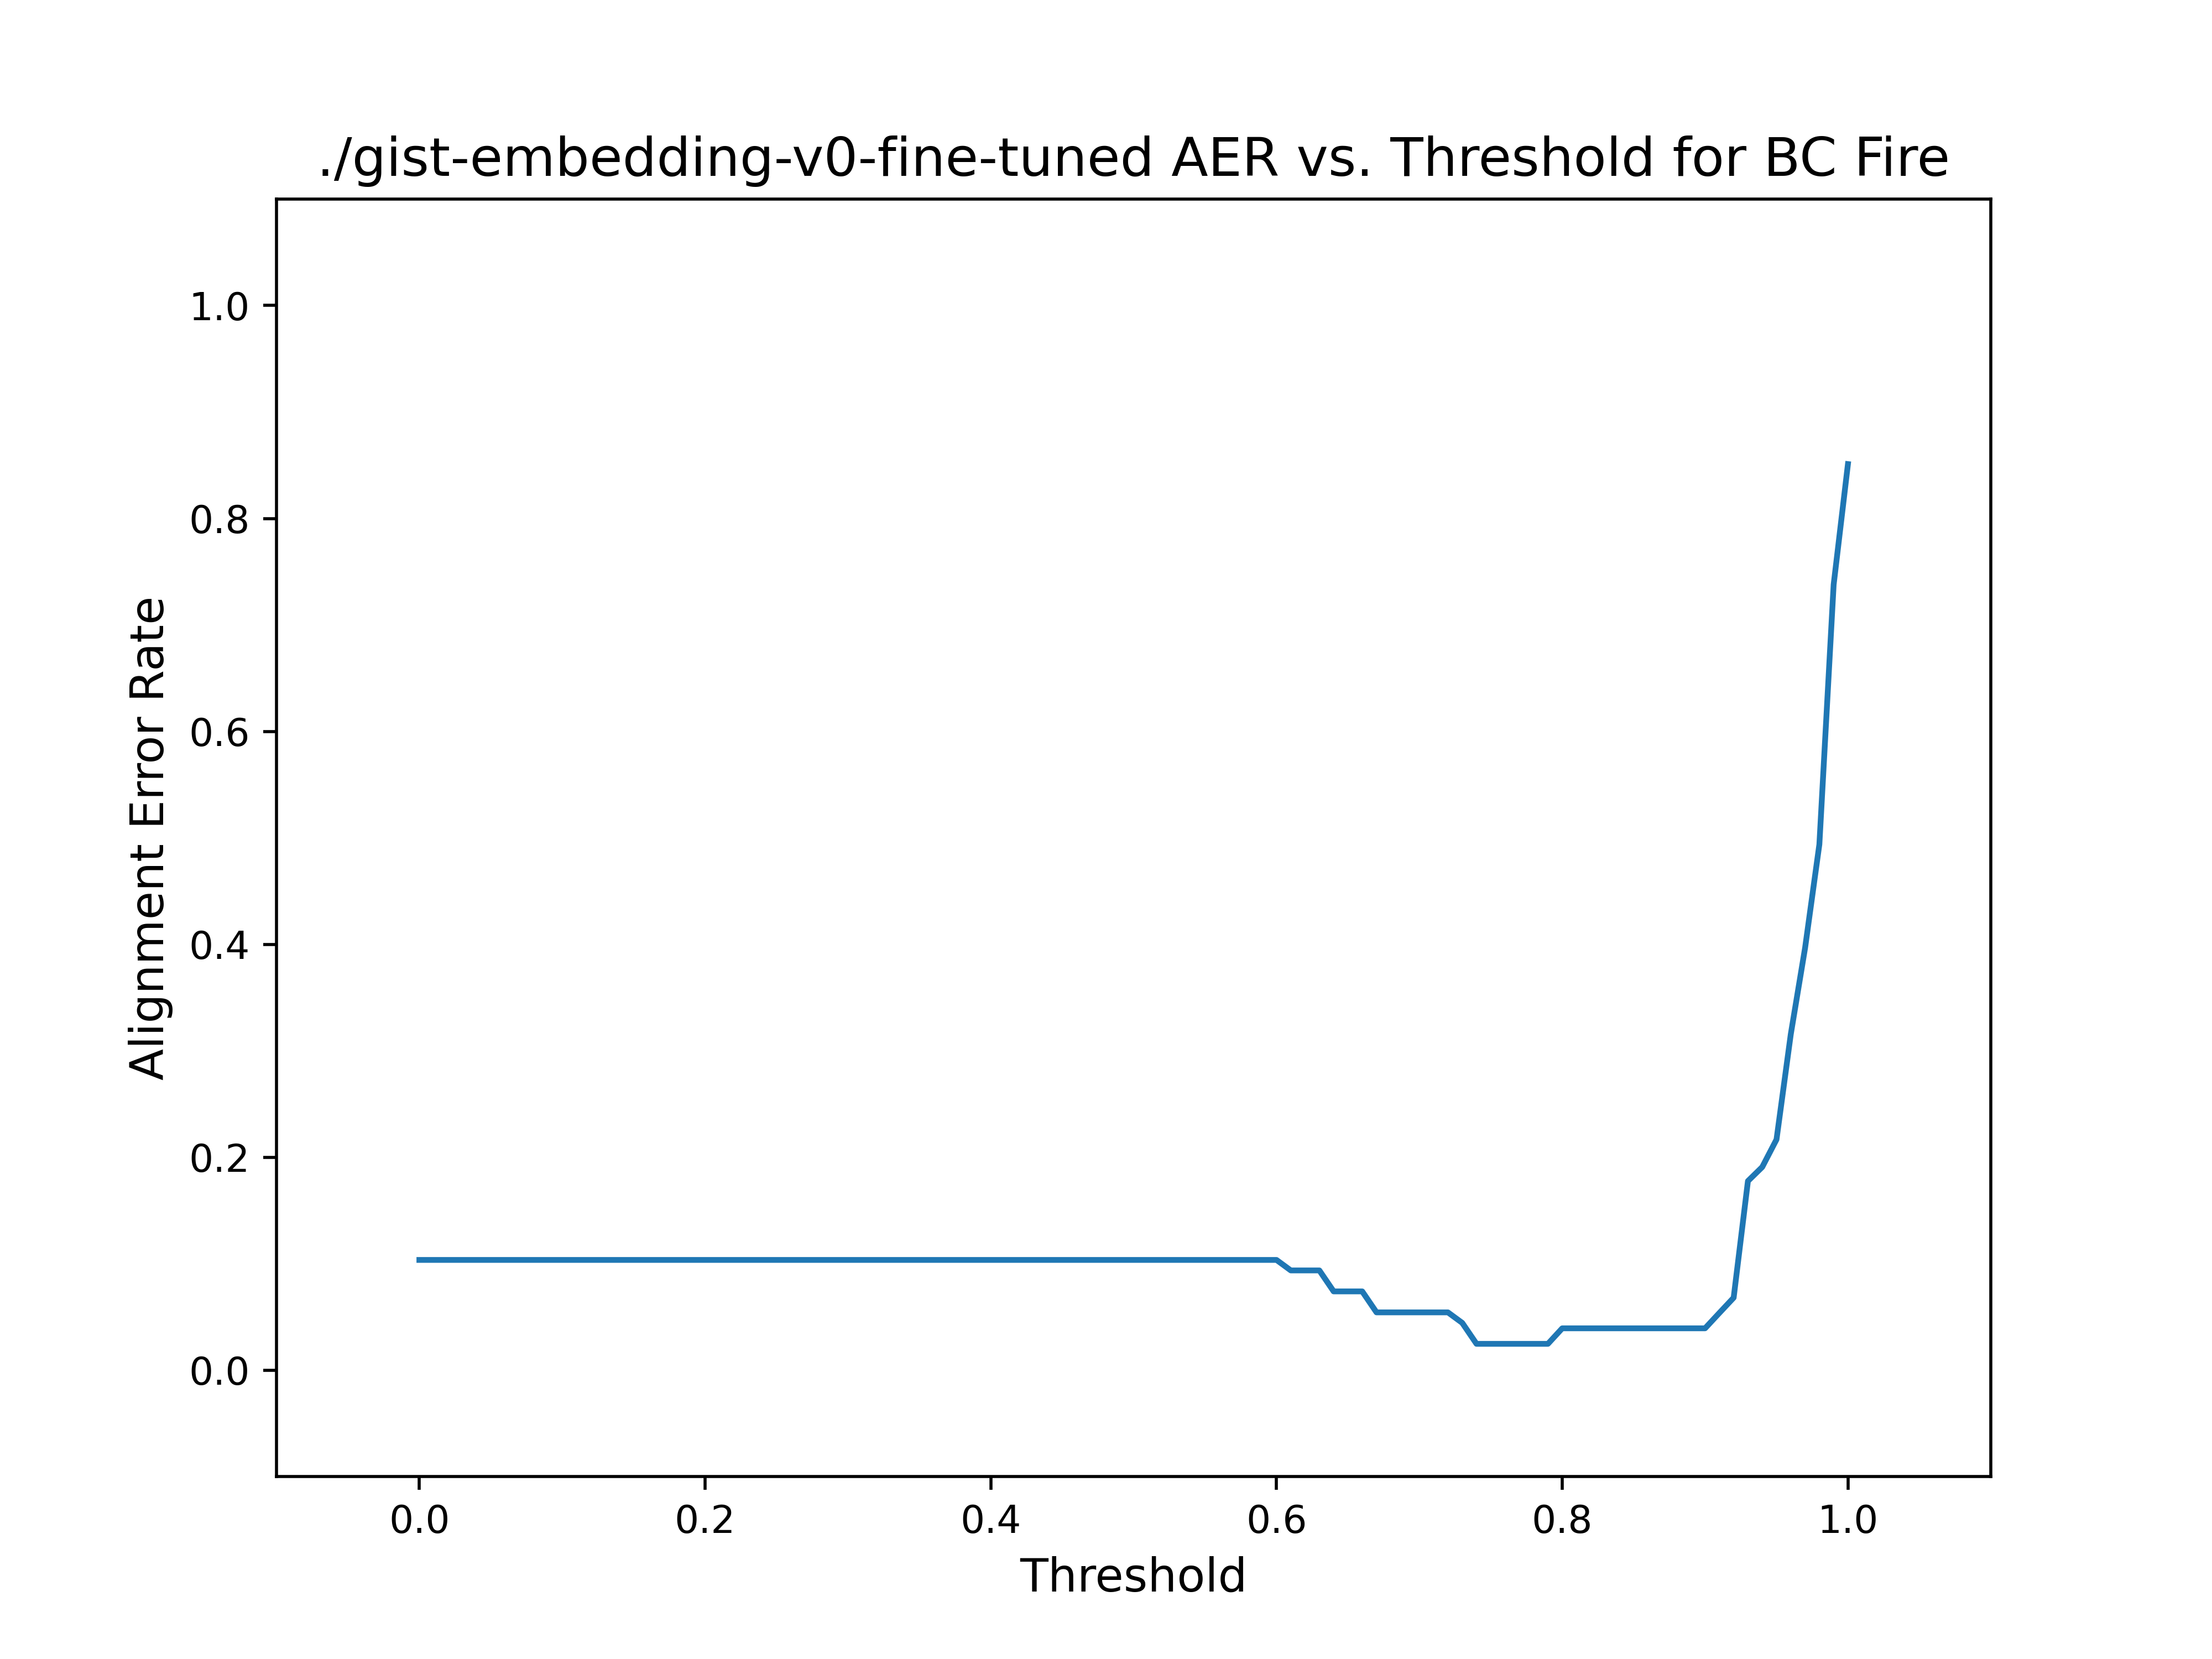 ./gist-embedding-v0-fine-tuned AER vs. Threshold for BC Fire
Alignment Error Rate
1.0
0.8
0.6
0.4
0.2
0.0
0.0 0.2 0.4 0.6 0.8 1.0
Threshold